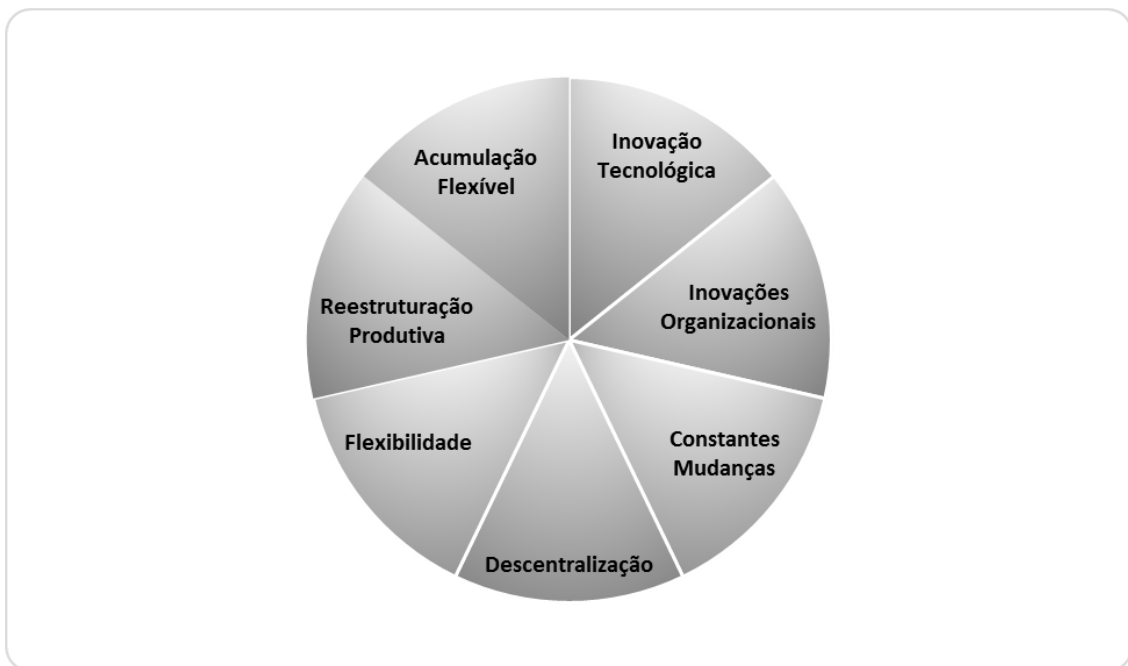 Inovação
Tecnológica
Inovações
Organizacionais
Constantes
Mudanças
Descentralização
Flexibilidade
Reestruturação
Produtiva
Acumulação
Flexível